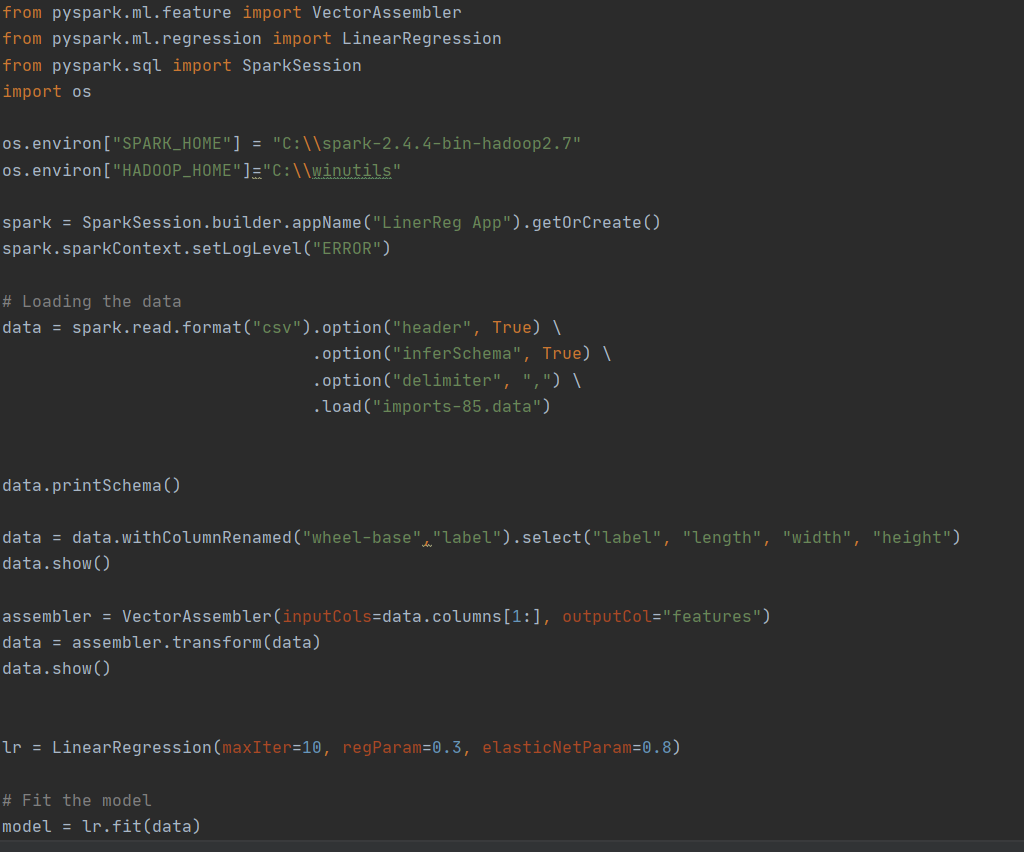 from pyspark.ml.feature import VectorAssembler
from pyspark.ml.regression import LinearRegression
from pyspark.sql import SparkSession
import os
os.environ["SPARK_HOME"] = "C:\\spark-2.4.4-bin-hadoop2.7"
os.environ["HADOOP_HOME"]="C:\\winutils"
spark = SparkSession.builder.appName("LinerReg App").getOrCreate()
spark.sparkContext.setLogLevel("ERROR")
# Loading the data
data = spark.read.format("csv").option("header", True) \
.option("inferSchema", True) \
.option("delimiter", ",") \
.load("imports-85.data")
data.printSchema()
data = data.withColumnRenamed("wheel-base","label").select("label", "length", "width", "height")
data.show()
assembler = VectorAssembler(inputCols=data.columns[1:], outputCol="features")
data = assembler.transform(data)
data.show()
lr = LinearRegression(maxIter=10, regParam=0.3, elasticNetParam=0.8)
# Fit the model
model = lr.fit(data)